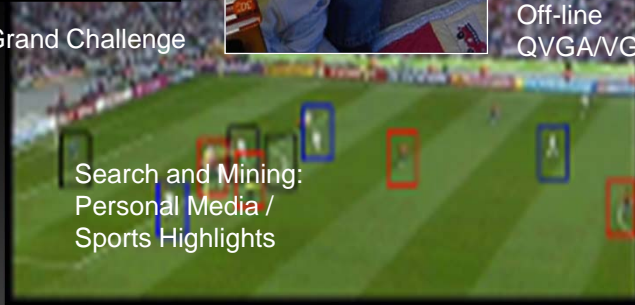 Grand Challenge
Off-line
QVGA/VG
Search and Mining:
Personal Media /
Sports Highlights